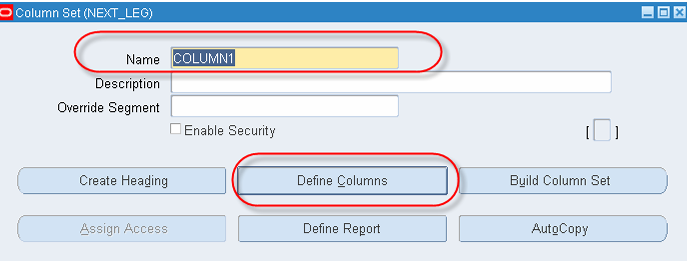 Column Set (NEXT_LEG)
Name COLUMN1
Description
Override Segment
Enable Security [ ]
Create Heading Define Columns Build Column Set
Assign Access Define Report AutoCopy